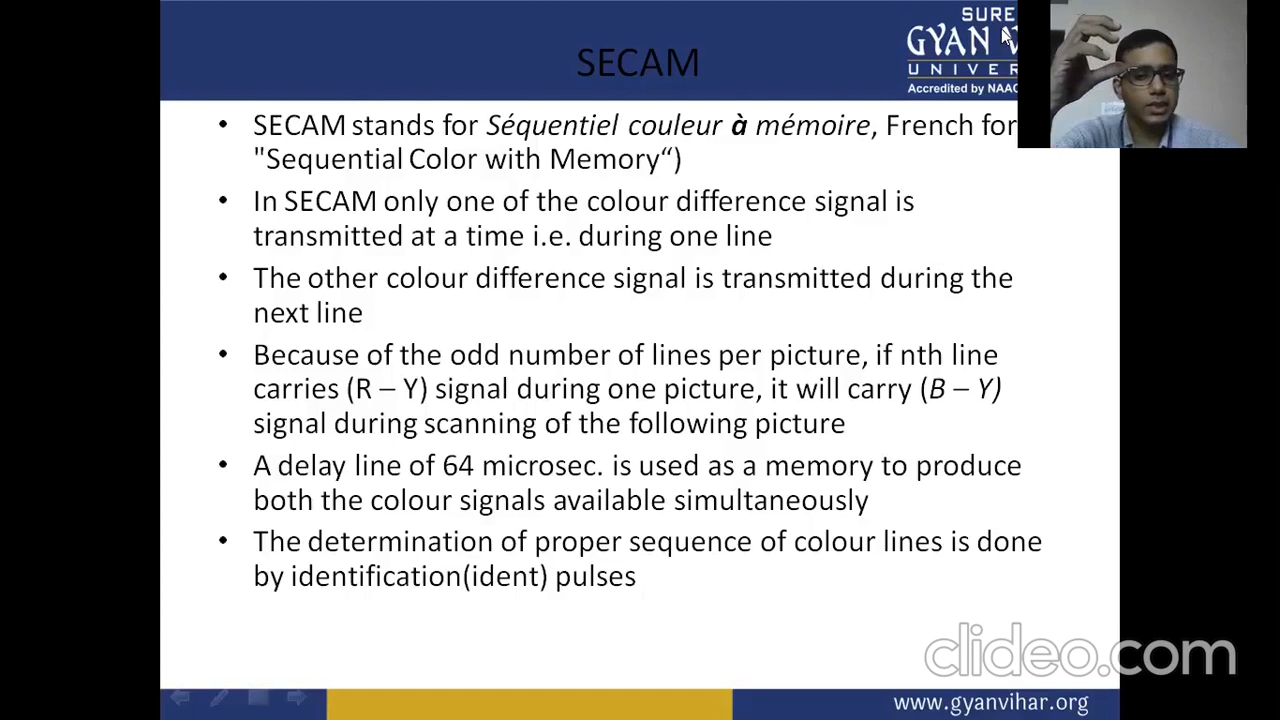 SURE
GYAN V
UNIVER
Accredited by NAAC
SECAM
• SECAM stands for Séquentiel couleur à mémoire, French for
"Sequential Color with Memory“)
• In SECAM only one of the colour difference signal is
transmitted at a time i.e. during one line
• The other colour difference signal is transmitted during the
next line
• Because of the odd number of lines per picture, if nth line
carries (R – Y) signal during one picture, it will carry (B – Y)
signal during scanning of the following picture
• A delay line of 64 microsec. is used as a memory to produce
both the colour signals available simultaneously
• The determination of proper sequence of colour lines is done
by identification(ident) pulses
clideo.com
www.gyanvihar.org